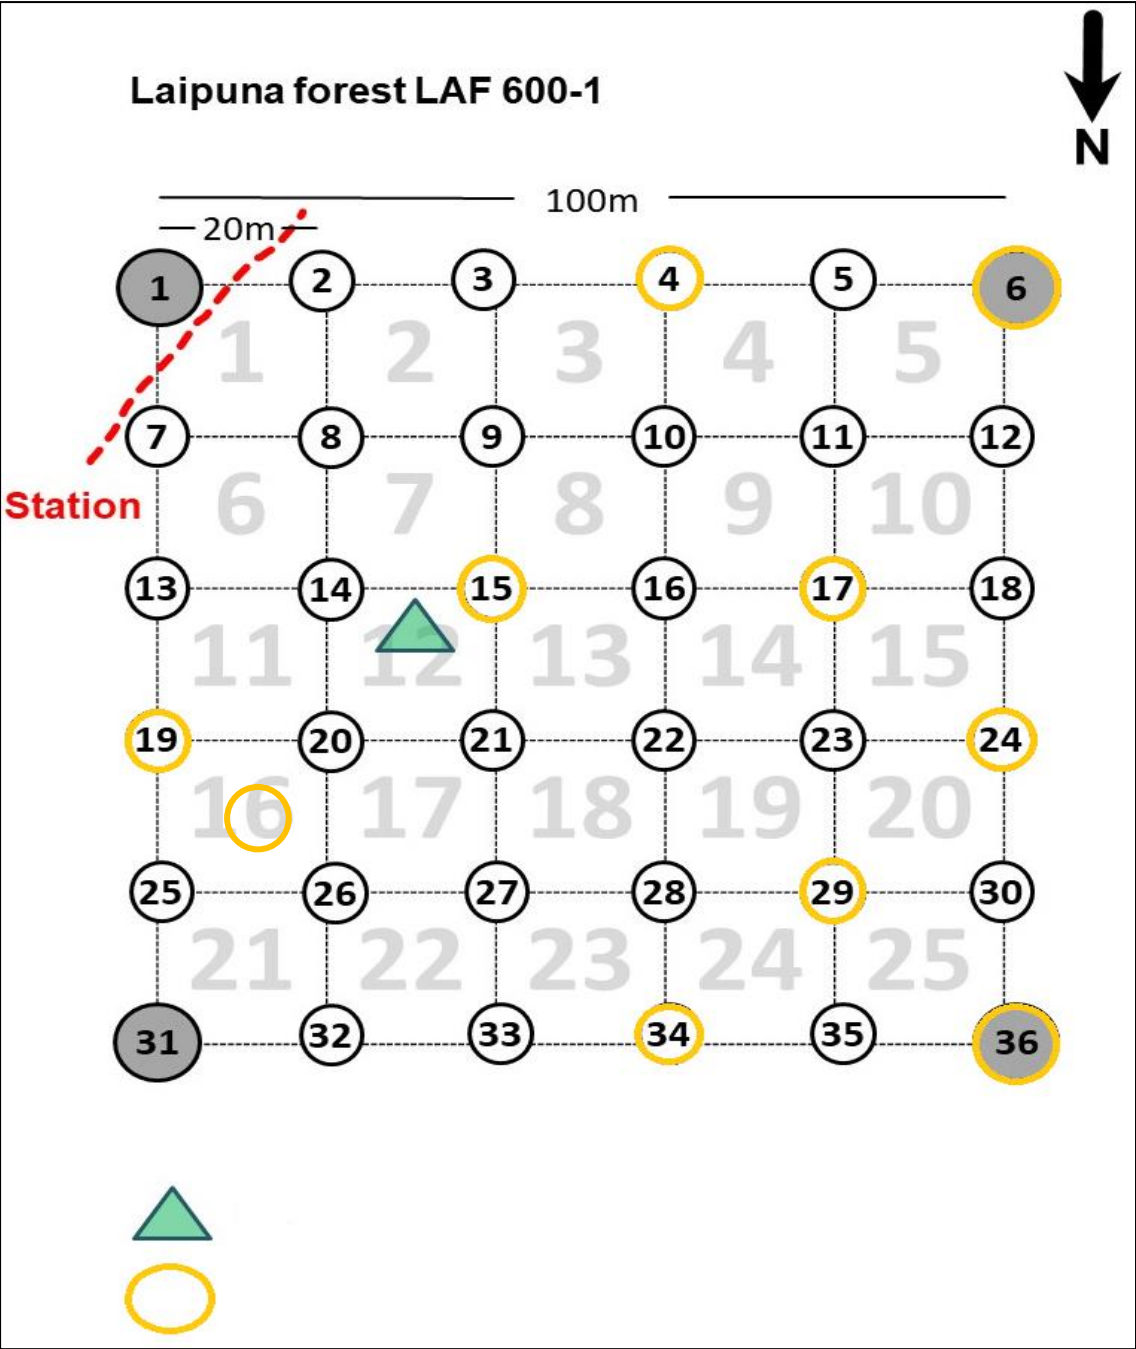 Laipuna forest LAF 600-1
N
100m
20m
1 2 3 4 5 6
1 2 3 4 5
7 8 9 10 11 12
Station
6 7 8 9 10
13 14 15 16 17 18
11 12 13 14 15
19 20 21 22 23 24
16 17 18 19 20
25 26 27 28 29 30
21 22 23 24 25
31 32 33 34 35 36